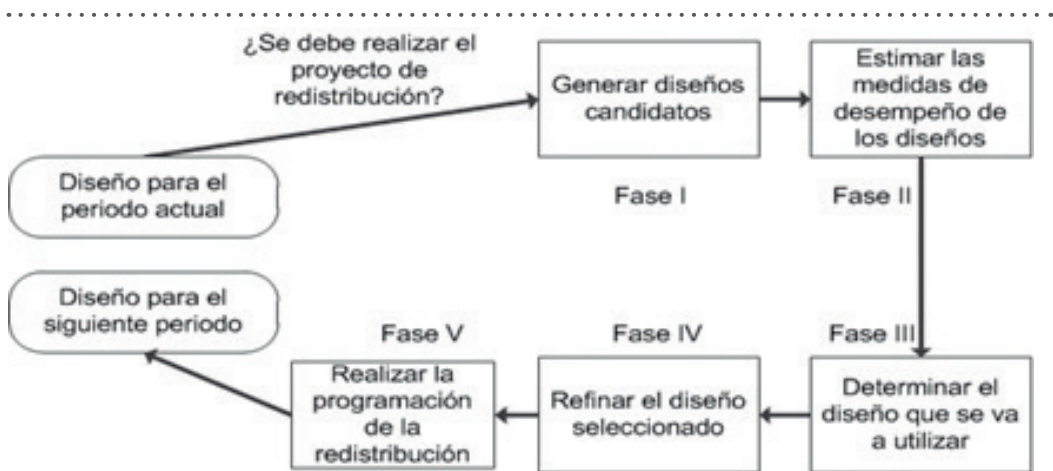 ¿Se debe realizar el
proyecto de
redistribución?
Generar diseños
candidatos
Estimar las
medidas de
desempeño de
los diseños
Diseño para el
periodo actual
Fase I
Fase II
Diseño para el
siguiente periodo
Fase V
Fase IV
Fase III
Realizar la
programación
de la
redistribución
Refinar el diseño
seleccionado
Determinar el
diseño que se va
a utilizar